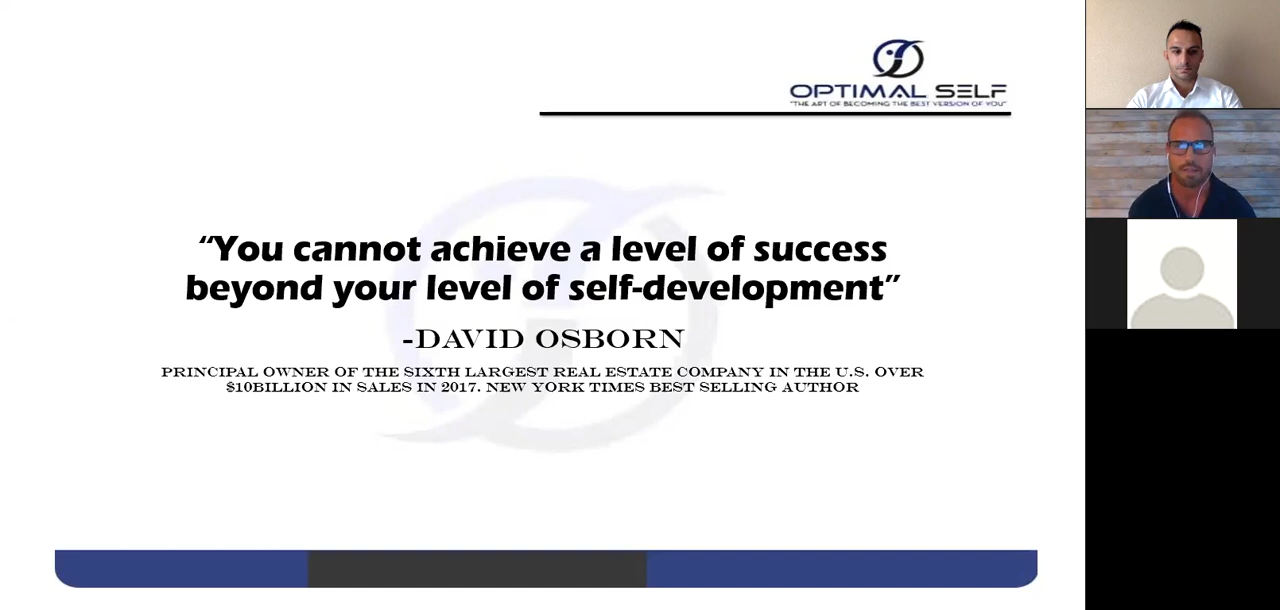 OPTIMAL SELF
"THE ART OF BECOMING THE BEST VERSION OF YOU"
“You cannot achieve a level of success
beyond your level of self-development”
-DAVID OSBORN
PRINCIPAL OWNER OF THE SIXTH LARGEST REAL ESTATE COMPANY IN THE U.S. OVER
$10BILLION IN SALES IN 2017. NEW YORK TIMES BEST SELLING AUTHOR